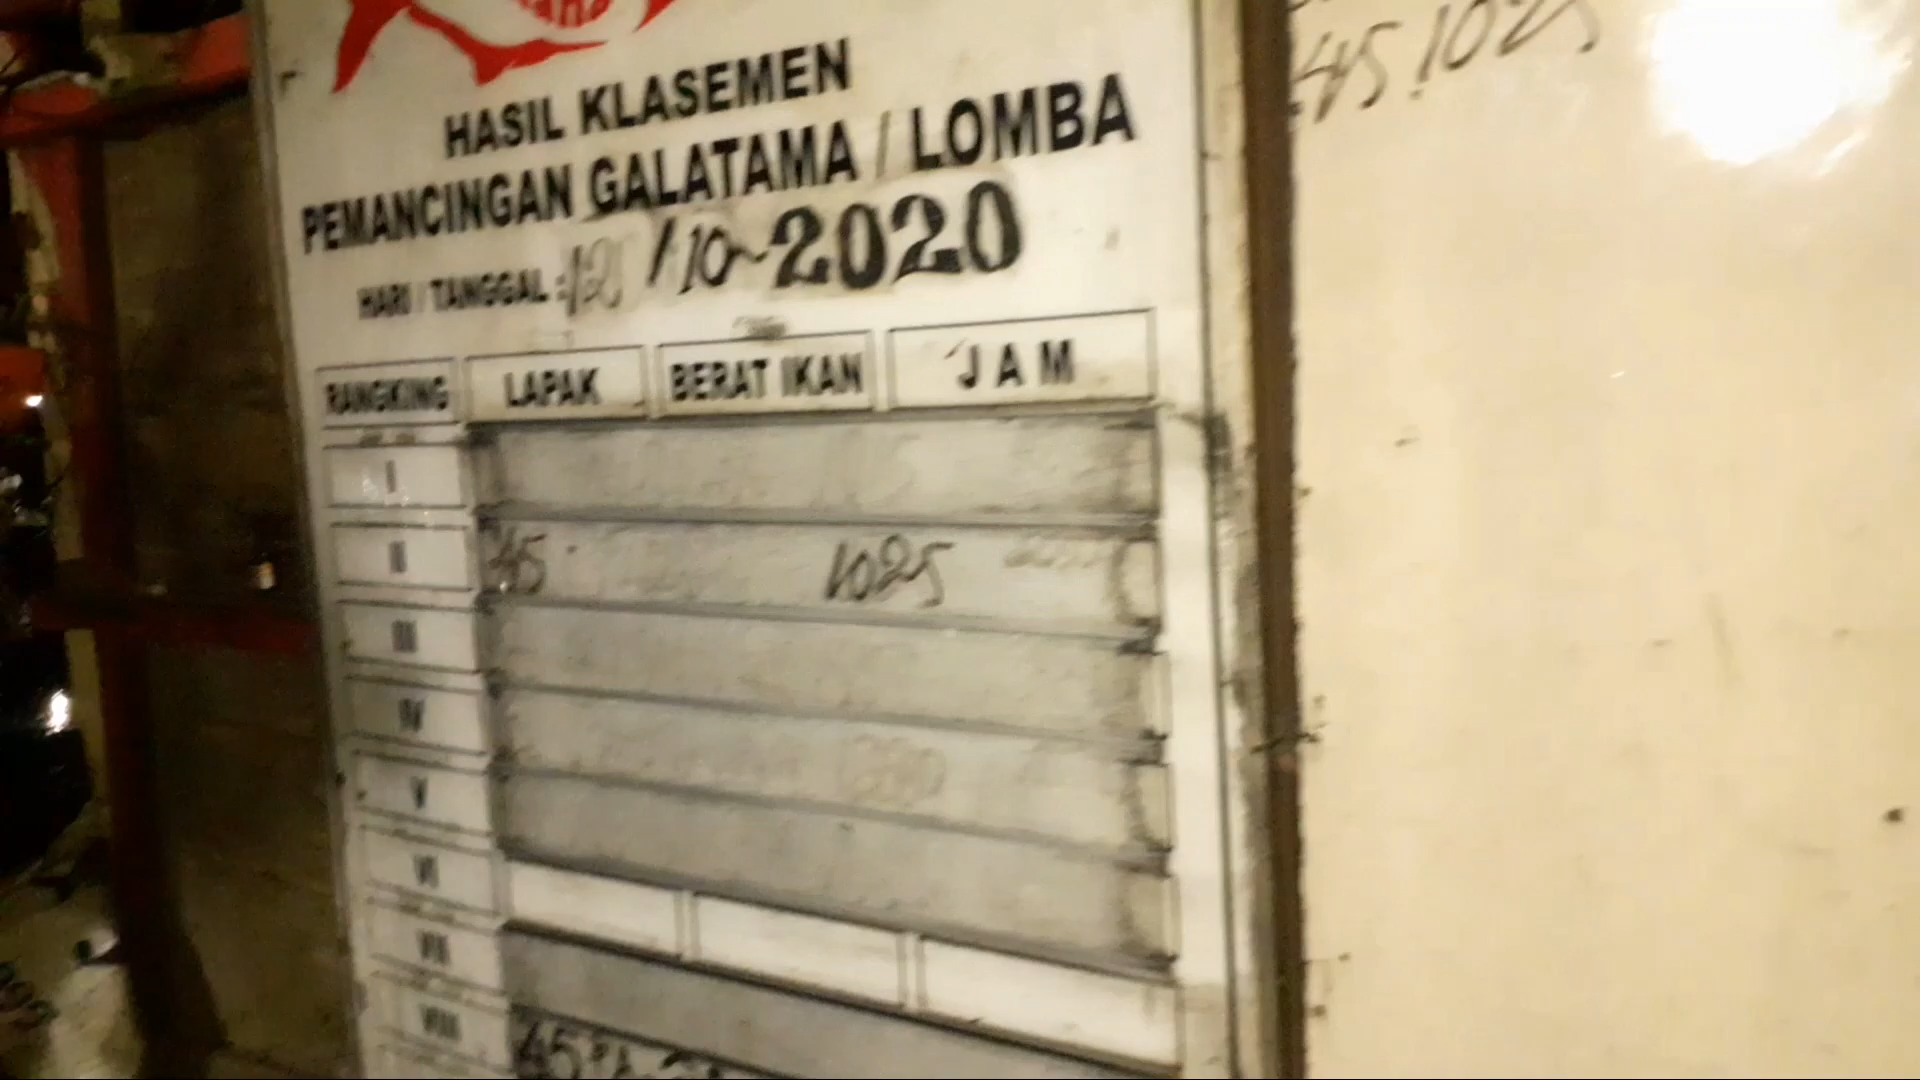 HASIL KLASEMEN
PEMANCINGAN GALATAMA / LOMBA
HARI / TANGGAL : /10-2020
RANGKING LAPAK BERAT IKAN JAM
I
II 45 1025
III
IV
V
VI
VII
VIII 45
45.1025